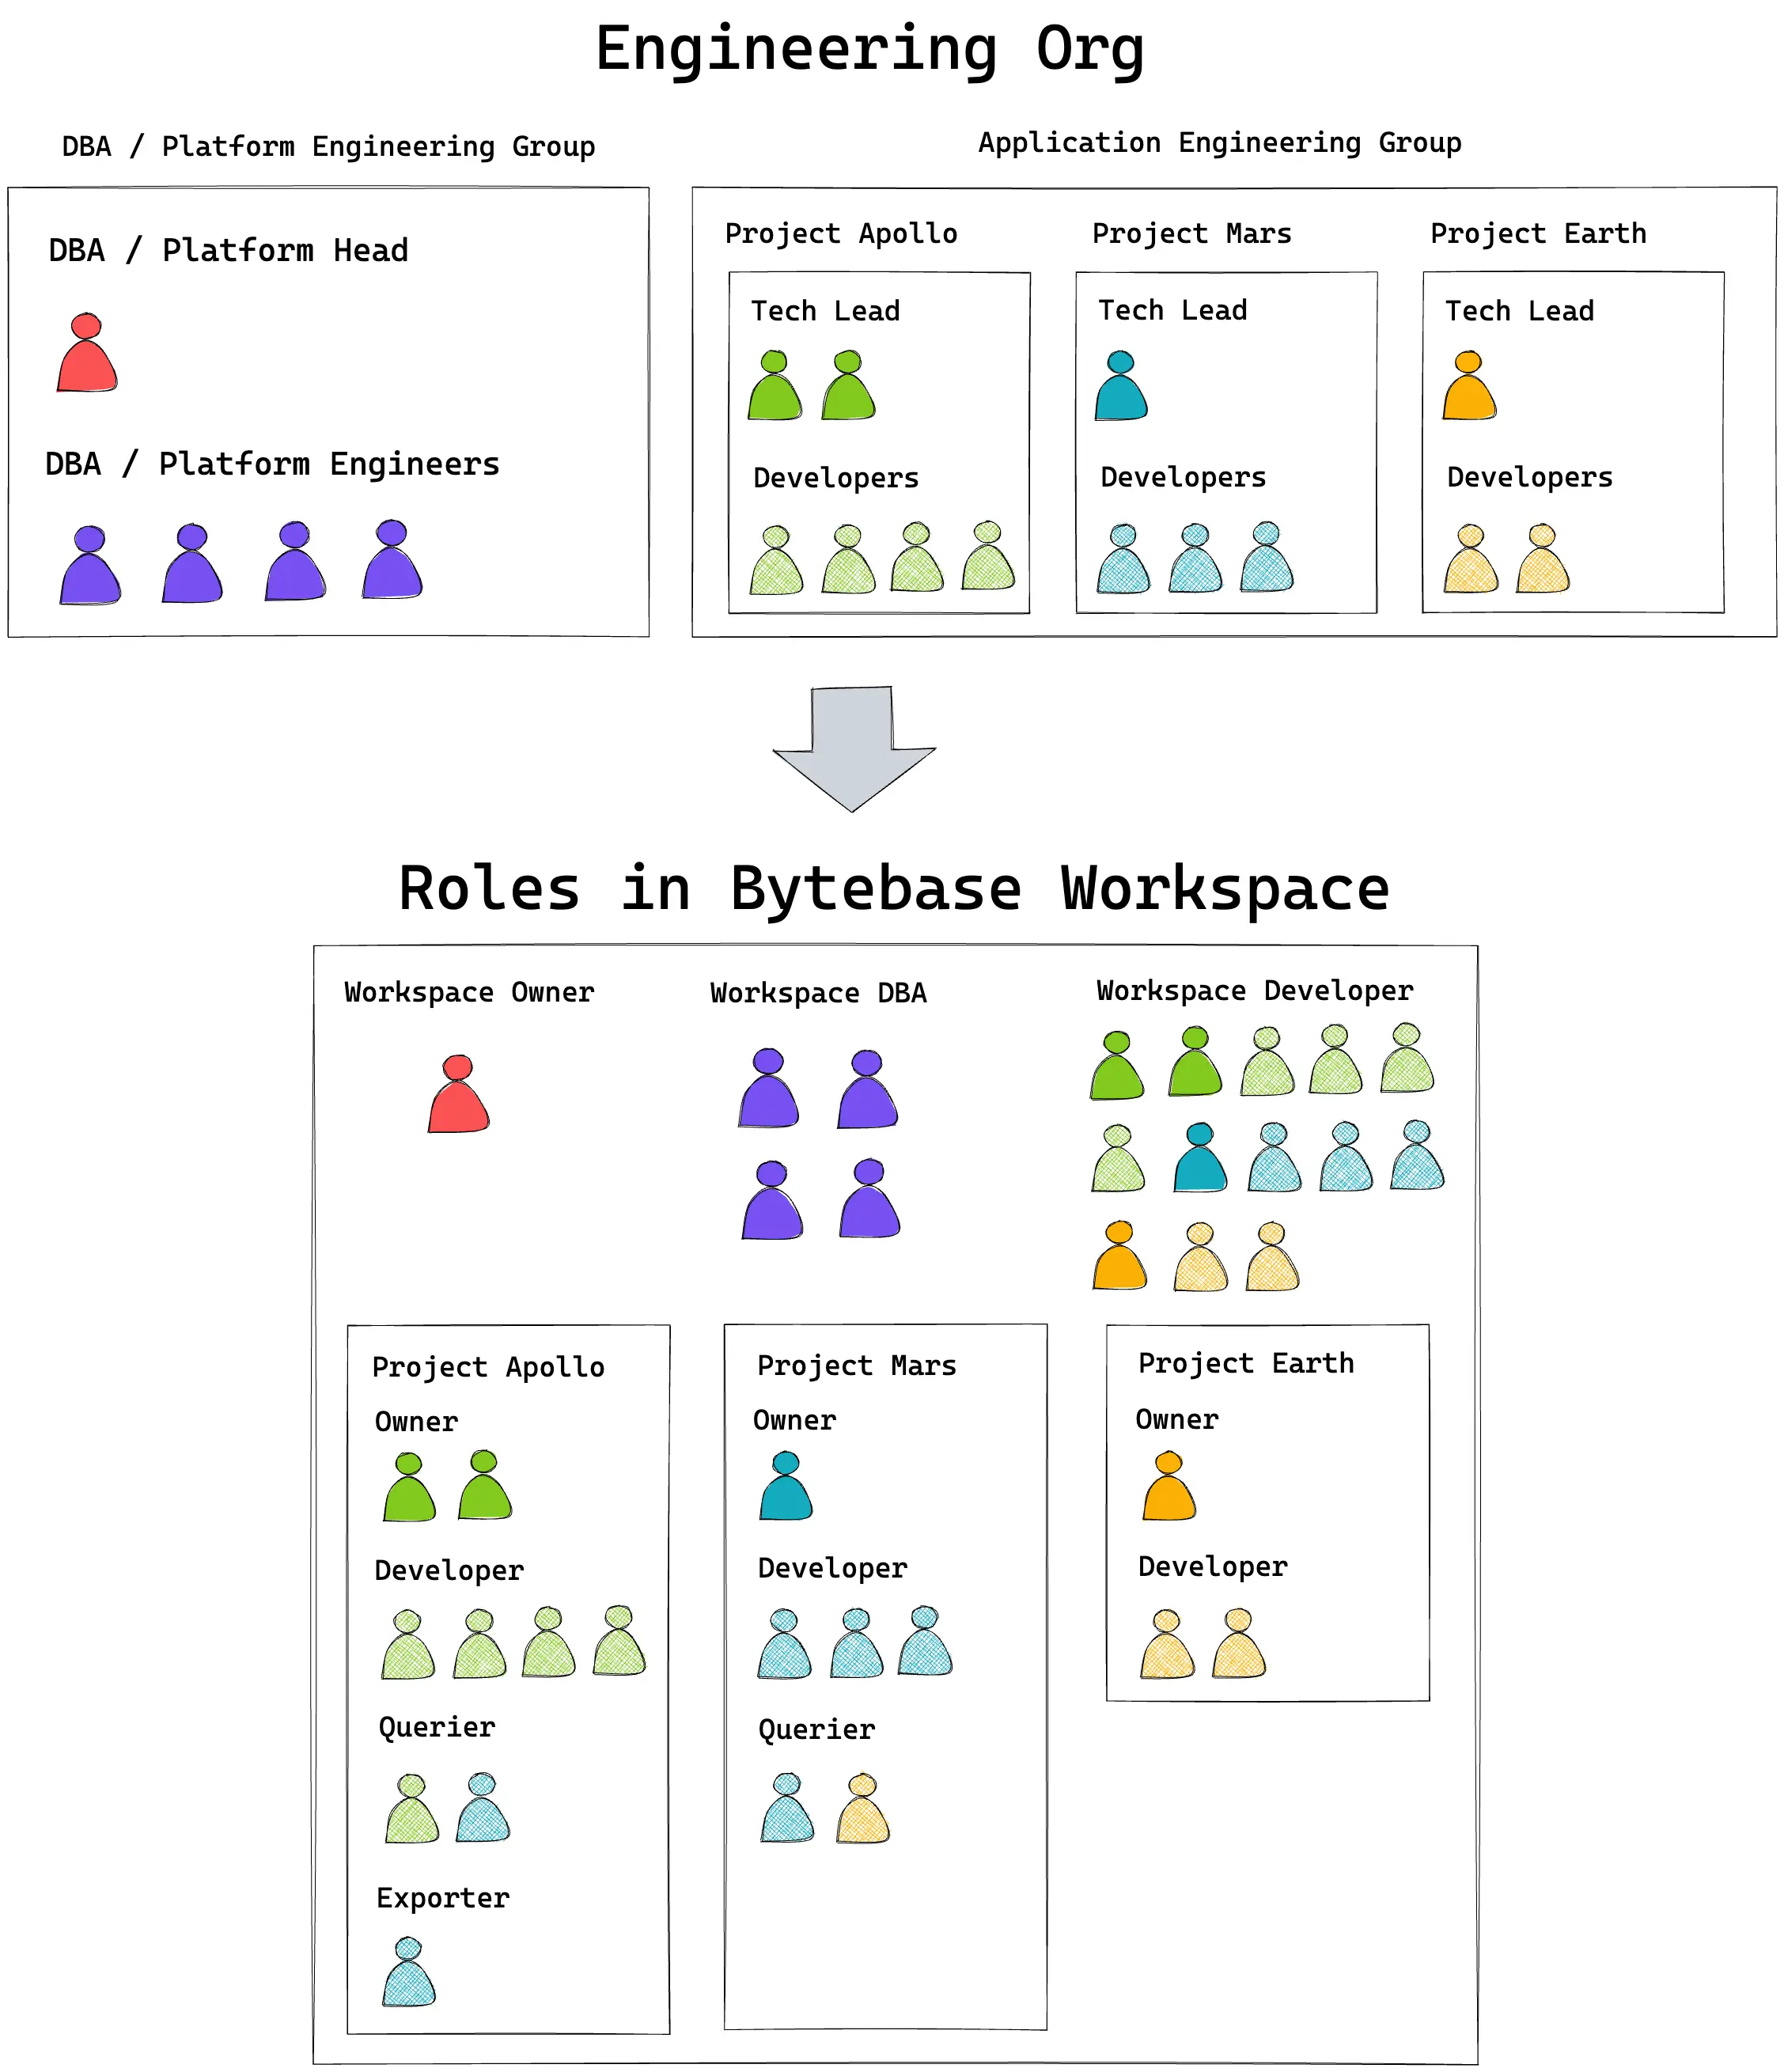 Engineering Org
DBA / Platform Engineering Group
DBA / Platform Head
DBA / Platform Engineers
Application Engineering Group
Project Apollo
Tech Lead
Developers
Project Mars
Tech Lead
Developers
Project Earth
Tech Lead
Developers
Roles in Bytebase Workspace
Workspace Owner
Workspace DBA
Workspace Developer
Project Apollo
Owner
Developer
Querier
Exporter
Project Mars
Owner
Developer
Querier
Project Earth
Owner
Developer